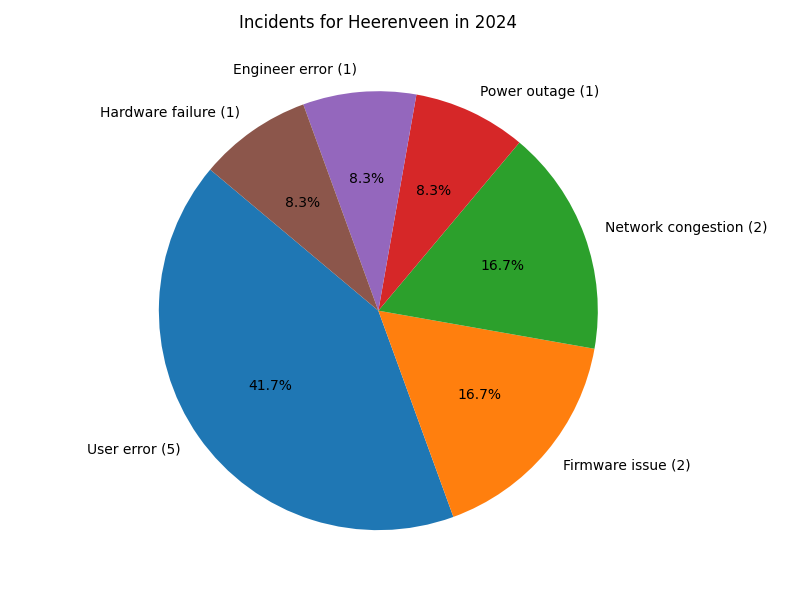 Incidents for Heerenveen in 2024
Engineer error (1)
Power outage (1)
Hardware failure (1)
8.3%
8.3%
8.3%
Network congestion (2)
16.7%
41.7%
16.7%
User error (5)
Firmware issue (2)